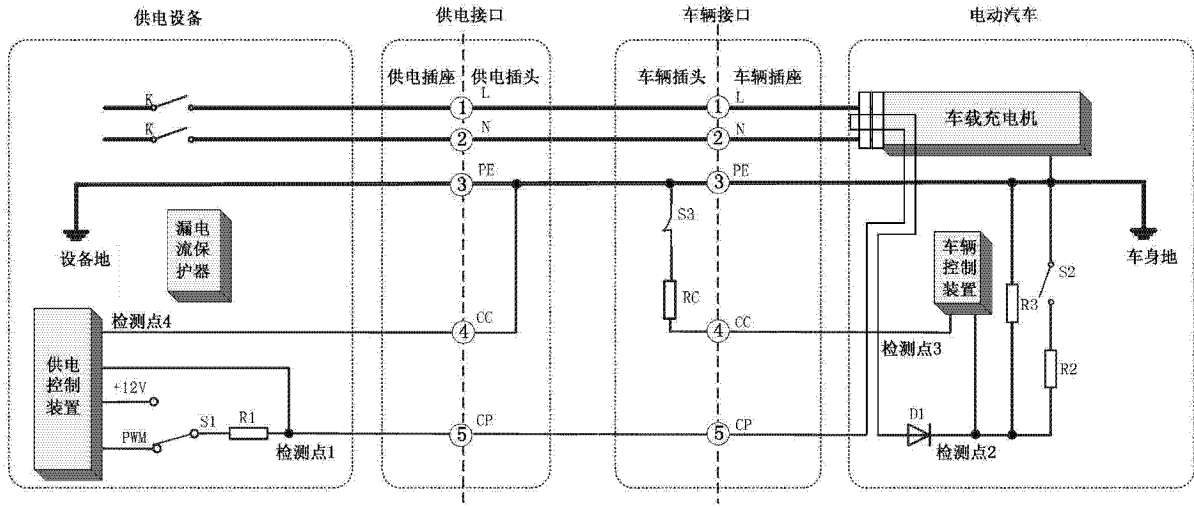 供电设备
供电接口
车辆接口
电动汽车
供电插座
供电插头
车辆插头
车辆插座
K
① L
① L
车载充电机
K
② N
② N
③ PE
③ PE
设备地
漏电
流保
护器
S3
RC
车辆
控制
装置
R3
S2
车身地
检测点4
④ CC
④ CC
检测点3
R2
供电
控制
装置
+12V
PWM
S1
R1
检测点1
⑤ CP
⑤ CP
D1
检测点2